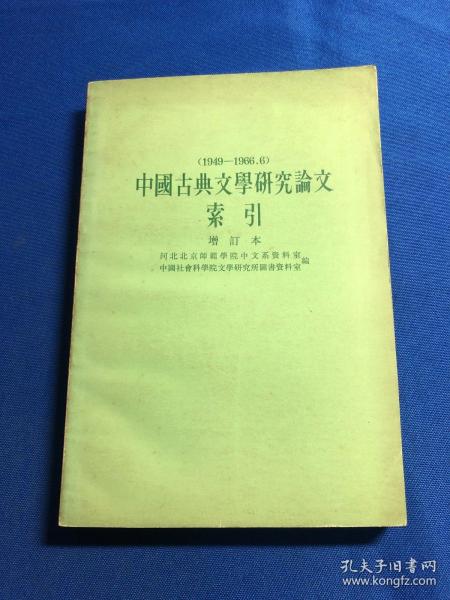 (1949—1966.6)
中國古典文學研究論文
索引
增訂本
河北北京師範學院中文系資料室
中國社會科學院文學研究所圖書資料室
編
孔夫子旧书网
www.kongfz.com